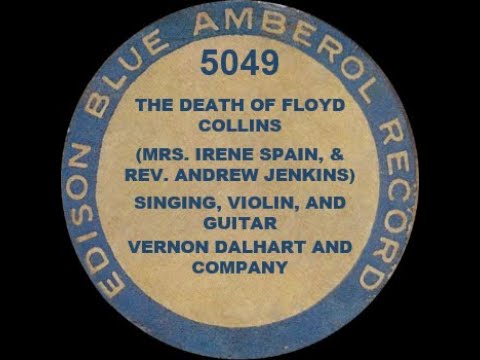 EDISON BLUE AMBEROL RECORD
5049
THE DEATH OF FLOYD
COLLINS
(MRS. IRENE SPAIN, &
REV. ANDREW JENKINS)
SINGING, VIOLIN, AND
GUITAR
VERNON DALHART AND
COMPANY